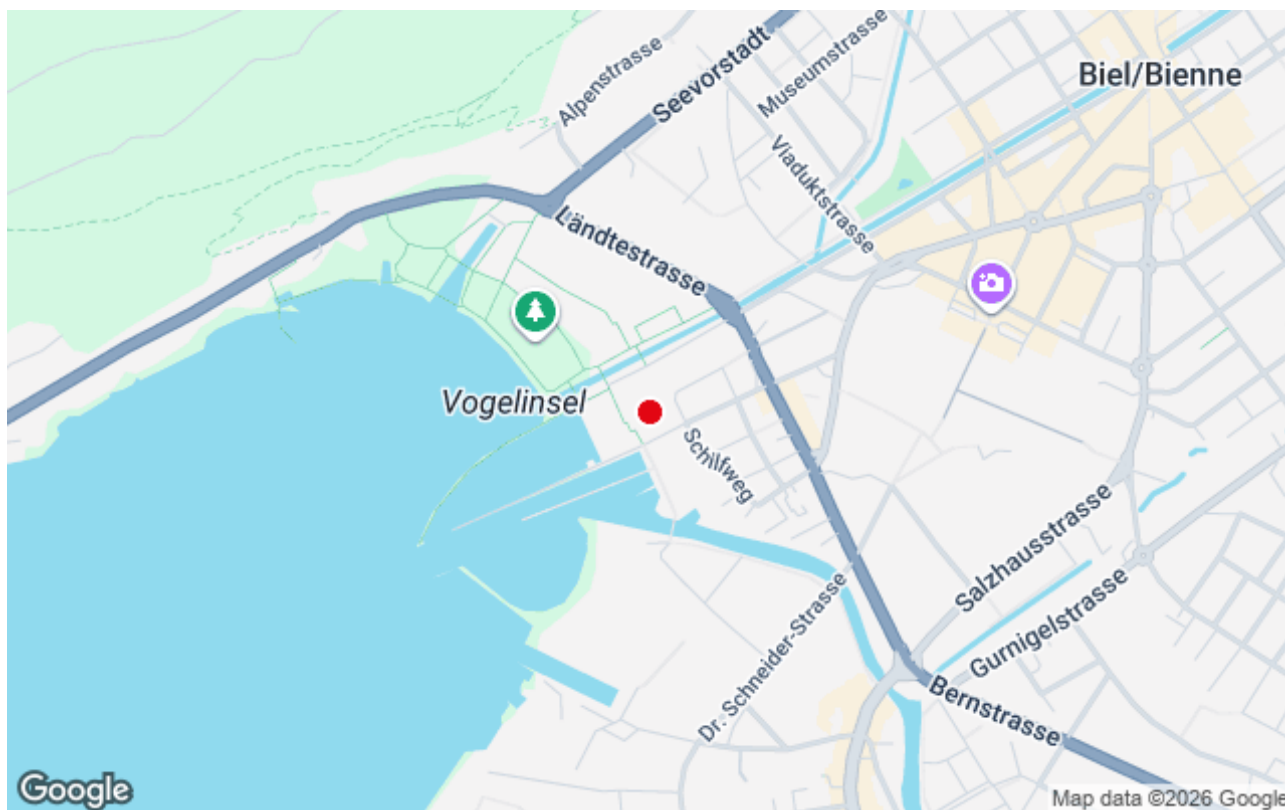 Biel/Bienne
Alpenstrasse
Seevorstadt
Museumstrasse
Viaduktstrasse
Ländtestrasse
Vogelinsel
Schilfweg
Salzhausstrasse
Gurnigelstrasse
Dr. Schneider-Strasse
Bernstrasse
Google
Map data ©2026 Google